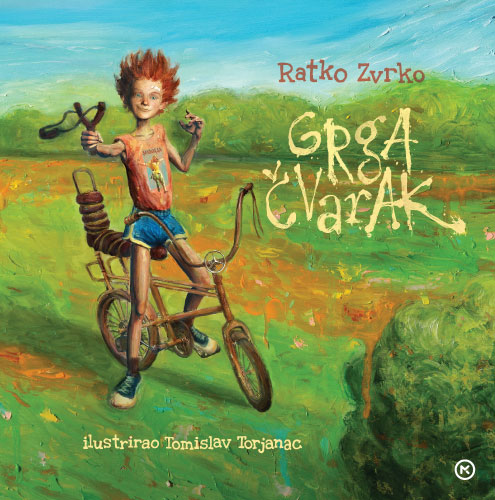 Ratko Zvrko
GRgA
ČVarAK
ilustrirao Tomislav Torjanac
M